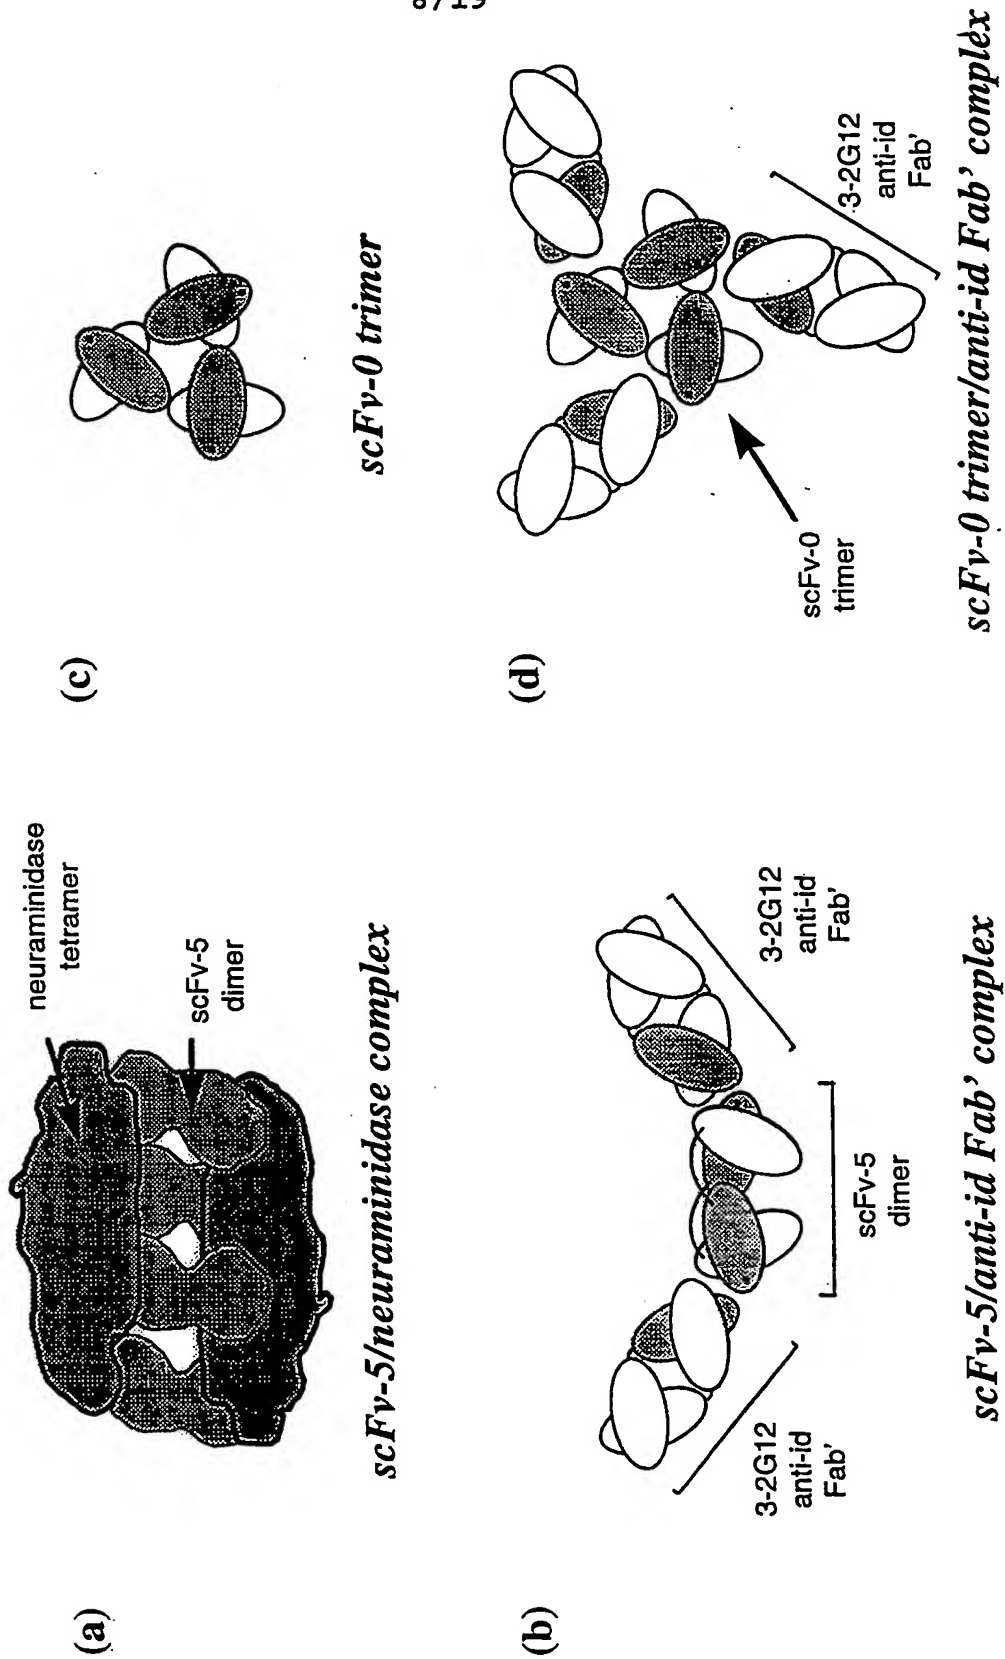 8/19
(a)
neuraminidase
tetramer
scFv-5
dimer
scFv-5/neuraminidase complex
(b)
3-2G12
anti-id
Fab'
scFv-5
dimer
3-2G12
anti-id
Fab'
scFv-5/anti-id Fab' complex
(c)
scFv-0 trimer
(d)
scFv-0
trimer
3-2G12
anti-id
Fab'
scFv-0 trimer/anti-id Fab' complex